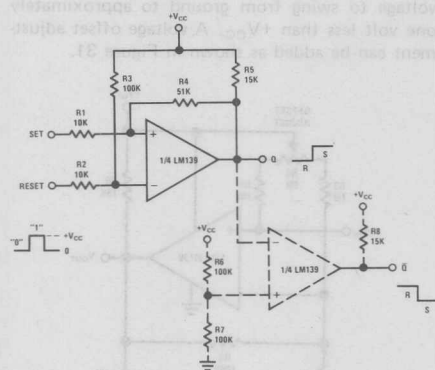 voltage to swing from ground to approximately
one volt less than +VCC. A voltage offset adjust-
ment can be added as shown in Figure 31.
+VCC
R3
100K
R4
51K
R5
15K
R1
10K
SET
+
1/4 LM139
Q
S
R
R2
10K
RESET
−
"1"
+VCC
"0"
0
+VCC
R6
100K
+VCC
R8
15K
−
1/4 LM139
+
Q̄
R
S
R7
100K